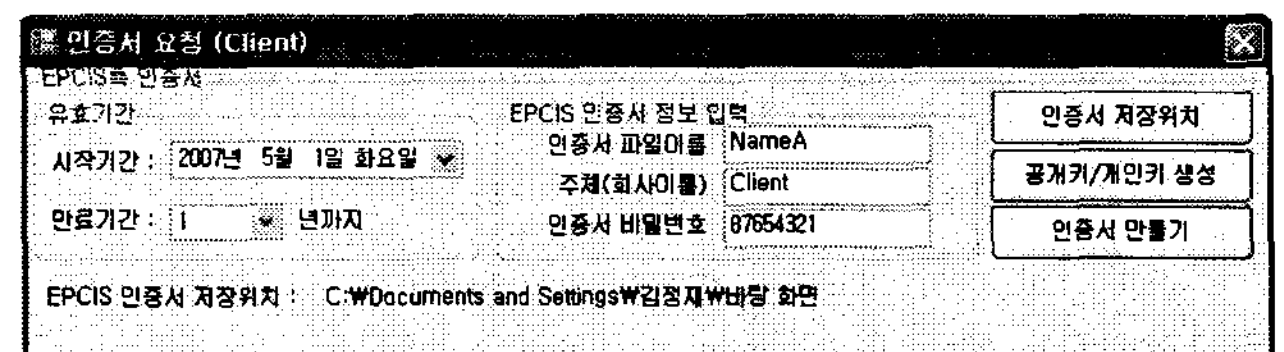 인증서 요청 (Client)
EPCIS측 인증서
유효기간
시작기간 : 2007년 5월 1일 화요일
만료기간 : 1 년까지
EPCIS 인증서 정보 입력
인증서 파일이름 NameA
주체(회사이름) Client
인증서 비밀번호 87654321
인증서 저장위치
공개키/개인키 생성
인증서 만들기
EPCIS 인증서 저장위치 : C:₩Documents and Settings₩김정재₩바탕 화면